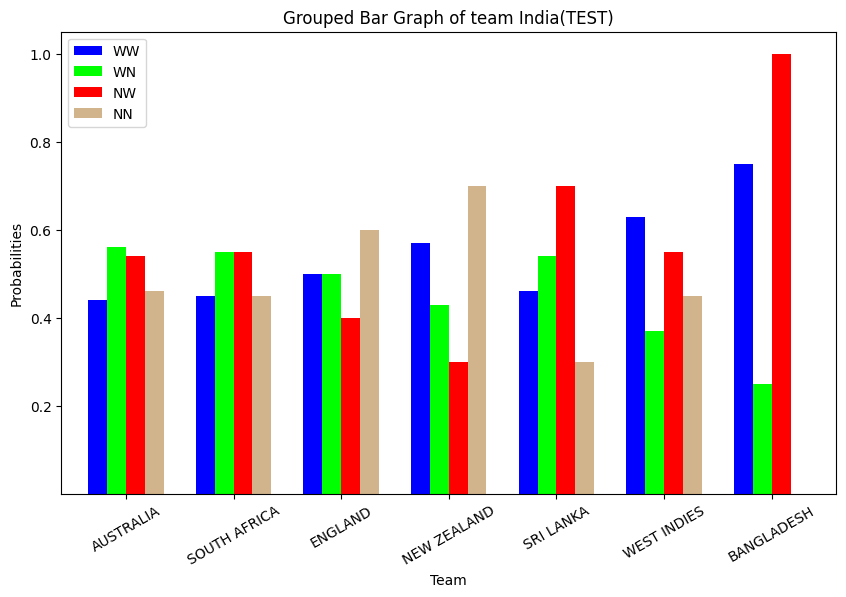 Grouped Bar Graph of team India(TEST)
WW
WN
NW
NN
1.0
0.8
0.6
0.4
0.2
Probabilities
AUSTRALIA
SOUTH AFRICA
ENGLAND
NEW ZEALAND
SRI LANKA
WEST INDIES
BANGLADESH
Team